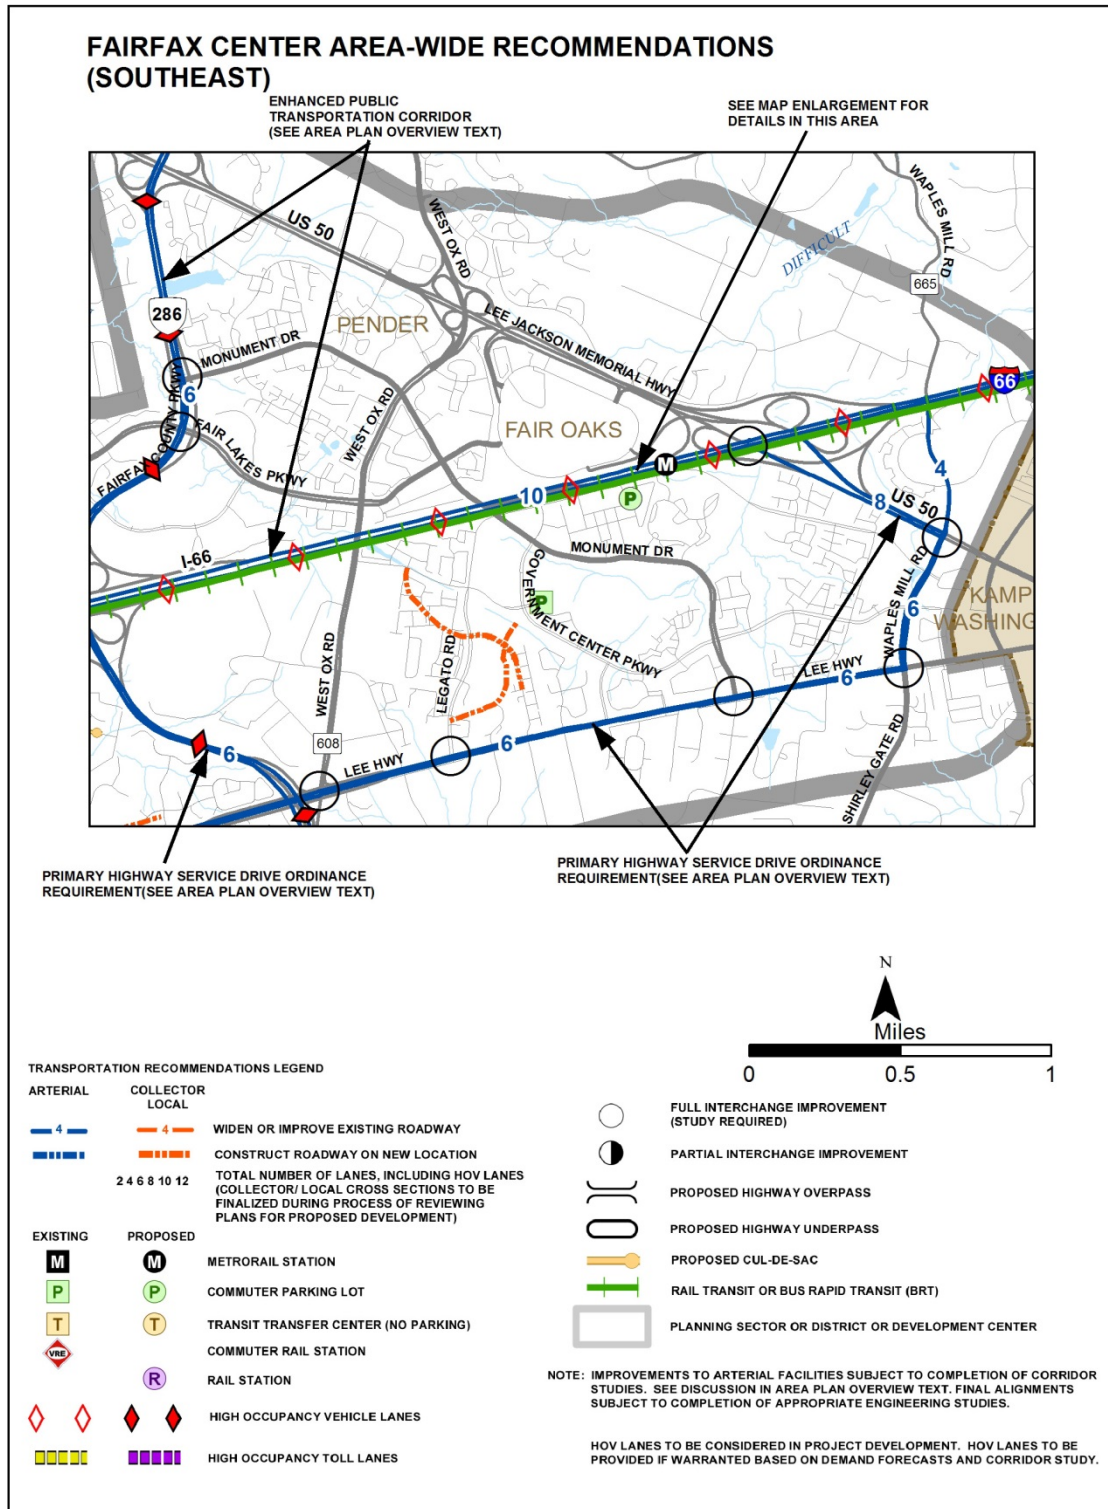 FAIRFAX CENTER AREA-WIDE RECOMMENDATIONS
(SOUTHEAST)
ENHANCED PUBLIC
TRANSPORTATION CORRIDOR
(SEE AREA PLAN OVERVIEW TEXT)
SEE MAP ENLARGEMENT FOR
DETAILS IN THIS AREA
US 50
WEST OX RD
WAPLES MILL RD
DIFFICULT
665
286
PENDER
MONUMENT DR
LEE JACKSON MEMORIAL HWY
66
6
FAIRFAX COUNTY PKWY
FAIR LAKES PKWY
WEST OX RD
FAIR OAKS
M
P
10
4
8
US 50
I-66
MONUMENT DR
GOVERNMENT CENTER PKWY
P
WAPLES MILL RD
6
KAMP
WASHING
WEST OX RD
LEGATO RD
LEE HWY
6
6
608
LEE HWY
6
SHIRLEY GATE RD
PRIMARY HIGHWAY SERVICE DRIVE ORDINANCE
REQUIREMENT(SEE AREA PLAN OVERVIEW TEXT)
PRIMARY HIGHWAY SERVICE DRIVE ORDINANCE
REQUIREMENT(SEE AREA PLAN OVERVIEW TEXT)
N
Miles
0 0.5 1
TRANSPORTATION RECOMMENDATIONS LEGEND
ARTERIAL COLLECTOR
LOCAL
4 4 WIDEN OR IMPROVE EXISTING ROADWAY
CONSTRUCT ROADWAY ON NEW LOCATION
2 4 6 8 10 12 TOTAL NUMBER OF LANES, INCLUDING HOV LANES
(COLLECTOR/ LOCAL CROSS SECTIONS TO BE
FINALIZED DURING PROCESS OF REVIEWING
PLANS FOR PROPOSED DEVELOPMENT)
EXISTING PROPOSED
M M METRORAIL STATION
P P COMMUTER PARKING LOT
T T TRANSIT TRANSFER CENTER (NO PARKING)
VRE COMMUTER RAIL STATION
R RAIL STATION
HIGH OCCUPANCY VEHICLE LANES
HIGH OCCUPANCY TOLL LANES
FULL INTERCHANGE IMPROVEMENT
(STUDY REQUIRED)
PARTIAL INTERCHANGE IMPROVEMENT
PROPOSED HIGHWAY OVERPASS
PROPOSED HIGHWAY UNDERPASS
PROPOSED CUL-DE-SAC
RAIL TRANSIT OR BUS RAPID TRANSIT (BRT)
PLANNING SECTOR OR DISTRICT OR DEVELOPMENT CENTER
NOTE: IMPROVEMENTS TO ARTERIAL FACILITIES SUBJECT TO COMPLETION OF CORRIDOR
STUDIES. SEE DISCUSSION IN AREA PLAN OVERVIEW TEXT. FINAL ALIGNMENTS
SUBJECT TO COMPLETION OF APPROPRIATE ENGINEERING STUDIES.
HOV LANES TO BE CONSIDERED IN PROJECT DEVELOPMENT. HOV LANES TO BE
PROVIDED IF WARRANTED BASED ON DEMAND FORECASTS AND CORRIDOR STUDY.